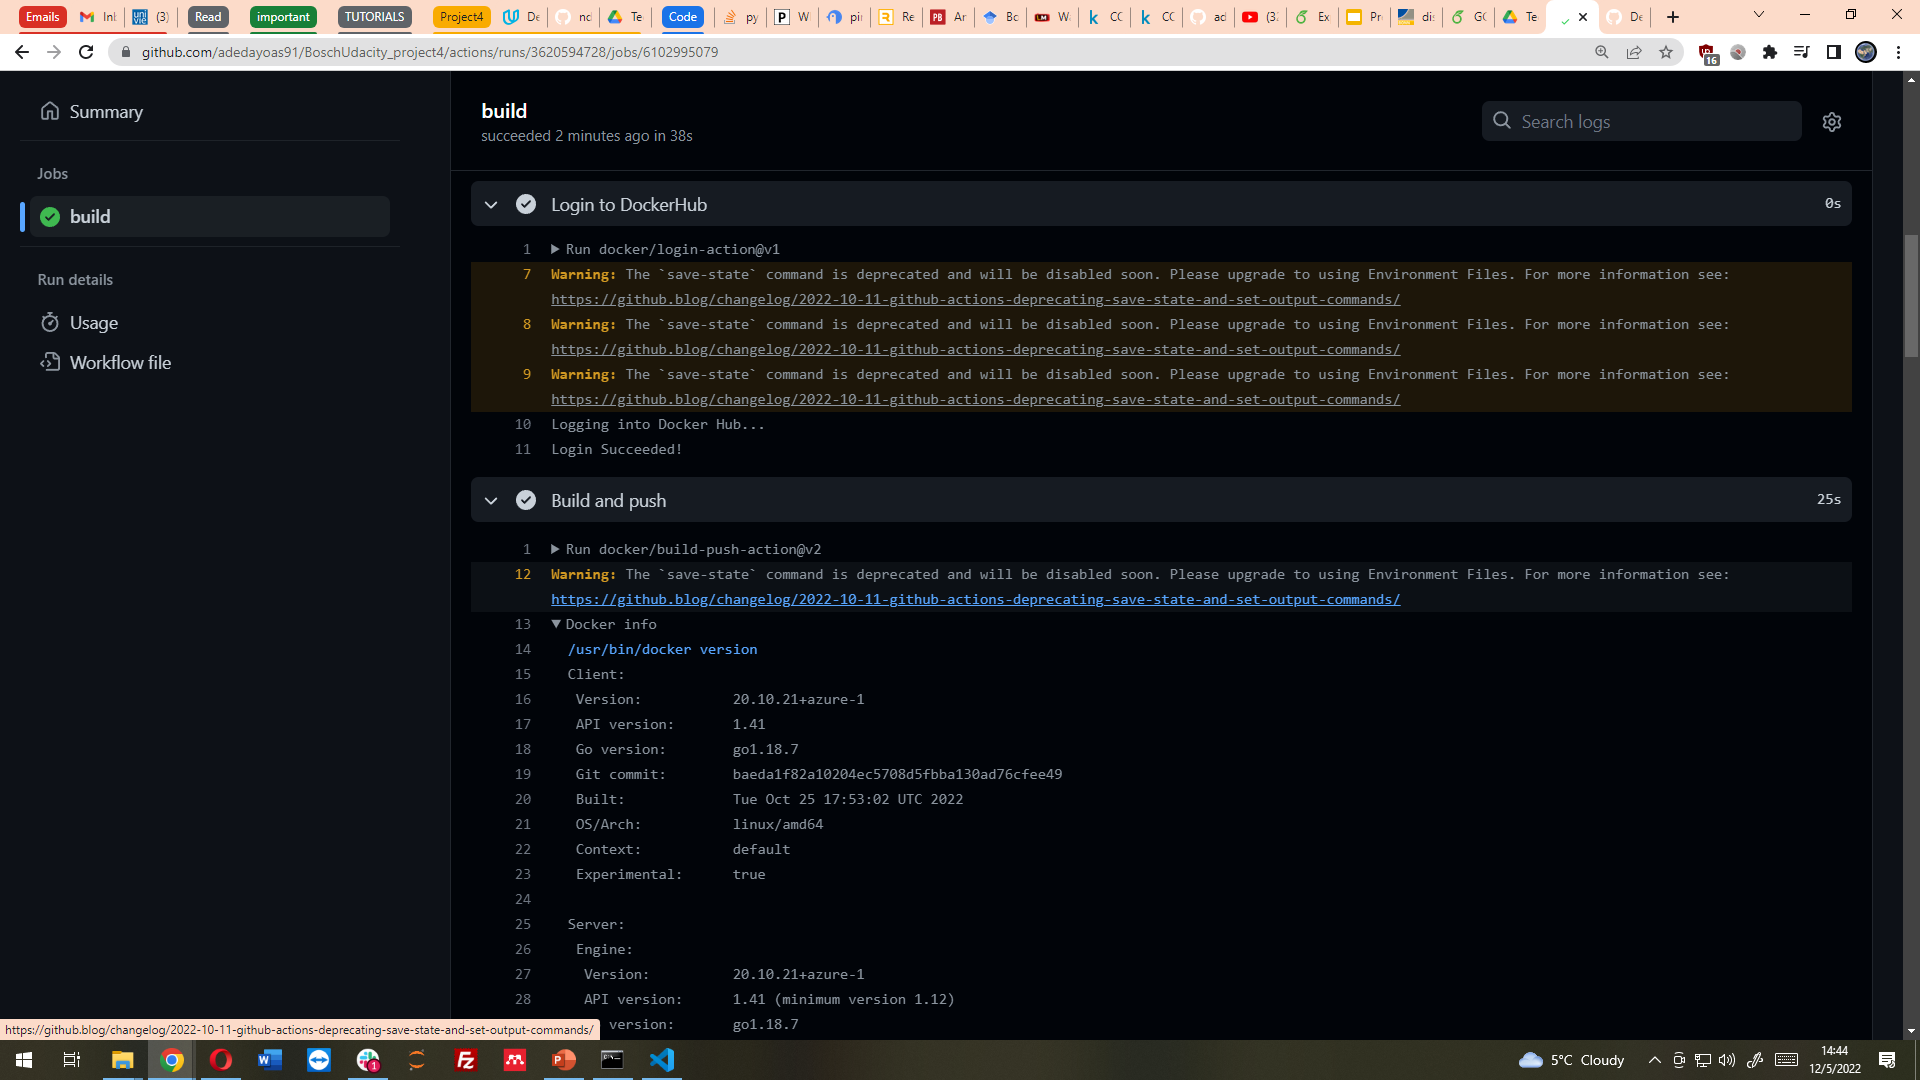 Emails
Inl
(3)
Read
important
TUTORIALS
Project4
De
nc
Te
Code
py
W
pii
Re
Ar
Bc
W
CC
CC
ad
(3:
Ex
Pr
dis
GC
Te
De
github.com/adedayoas91/BoschUdacity_project4/actions/runs/3620594728/jobs/6102995079
16
Summary
Jobs
build
Run details
Usage
Workflow file
build
succeeded 2 minutes ago in 38s
Search logs
Login to DockerHub 0s
1 Run docker/login-action@v1
7 Warning: The `save-state` command is deprecated and will be disabled soon. Please upgrade to using Environment Files. For more information see:
https://github.blog/changelog/2022-10-11-github-actions-deprecating-save-state-and-set-output-commands/
8 Warning: The `save-state` command is deprecated and will be disabled soon. Please upgrade to using Environment Files. For more information see:
https://github.blog/changelog/2022-10-11-github-actions-deprecating-save-state-and-set-output-commands/
9 Warning: The `save-state` command is deprecated and will be disabled soon. Please upgrade to using Environment Files. For more information see:
https://github.blog/changelog/2022-10-11-github-actions-deprecating-save-state-and-set-output-commands/
10 Logging into Docker Hub...
11 Login Succeeded!
Build and push 25s
1 Run docker/build-push-action@v2
12 Warning: The `save-state` command is deprecated and will be disabled soon. Please upgrade to using Environment Files. For more information see:
https://github.blog/changelog/2022-10-11-github-actions-deprecating-save-state-and-set-output-commands/
13 Docker info
14 /usr/bin/docker version
15 Client:
16 Version: 20.10.21+azure-1
17 API version: 1.41
18 Go version: go1.18.7
19 Git commit: baeda1f82a10204ec5708d5fbba130ad76cfee49
20 Built: Tue Oct 25 17:53:02 UTC 2022
21 OS/Arch: linux/amd64
22 Context: default
23 Experimental: true
24
25 Server:
26 Engine:
27 Version: 20.10.21+azure-1
28 API version: 1.41 (minimum version 1.12)
version: go1.18.7
https://github.blog/changelog/2022-10-11-github-actions-deprecating-save-state-and-set-output-commands/
5°C Cloudy
14:44
12/5/2022